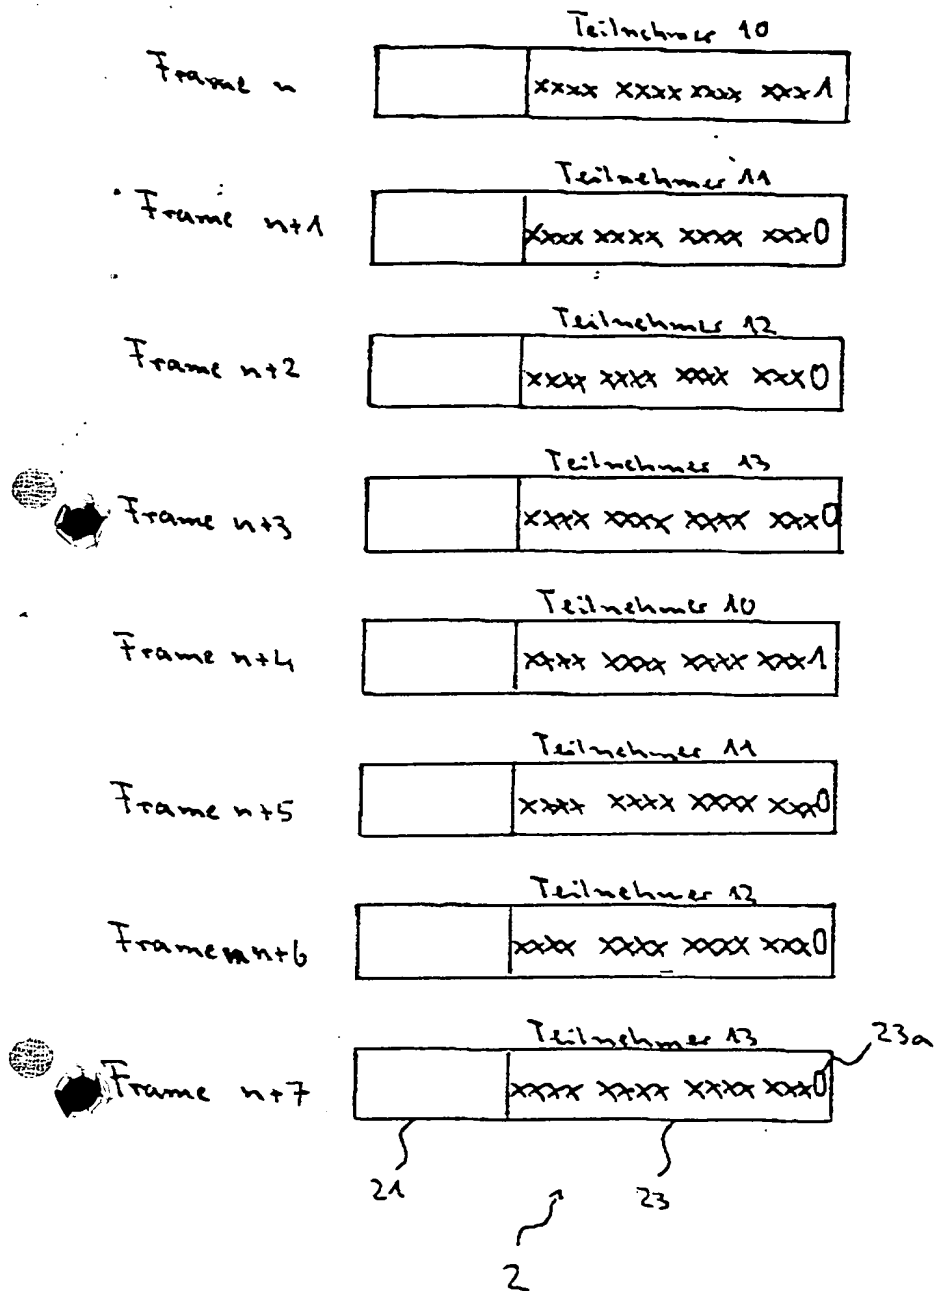 Teilnehmer 10
Frame n xxxx xxxx xxxx xxx1
Teilnehmer 11
Frame n+1 xxxx xxxx xxxx xxx0
Teilnehmer 12
Frame n+2 xxxx xxxx xxxx xxx0
Teilnehmer 13
Frame n+3 xxxx xxxx xxxx xxx0
Teilnehmer 10
Frame n+4 xxxx xxxx xxxx xxx1
Teilnehmer 11
Frame n+5 xxxx xxxx xxxx xxx0
Teilnehmer 12
Frame n+6 xxxx xxxx xxxx xxx0
Teilnehmer 13
23a
Frame n+7 xxxx xxxx xxxx xxx0
21 23
2